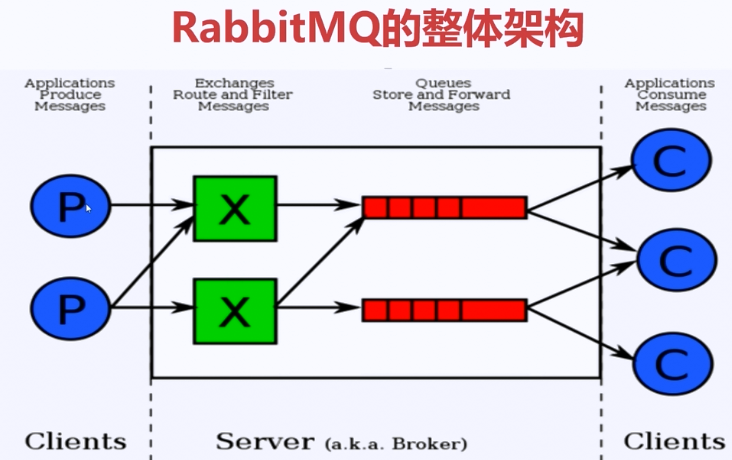 RabbitMQ的整体架构
Applications
Produce
Messages
Exchanges
Route and Filter
Messages
Queues
Store and Forward
Messages
Applications
Consume
Messages
P
X
C
P
X
C
C
Clients
Server (a.k.a. Broker)
Clients